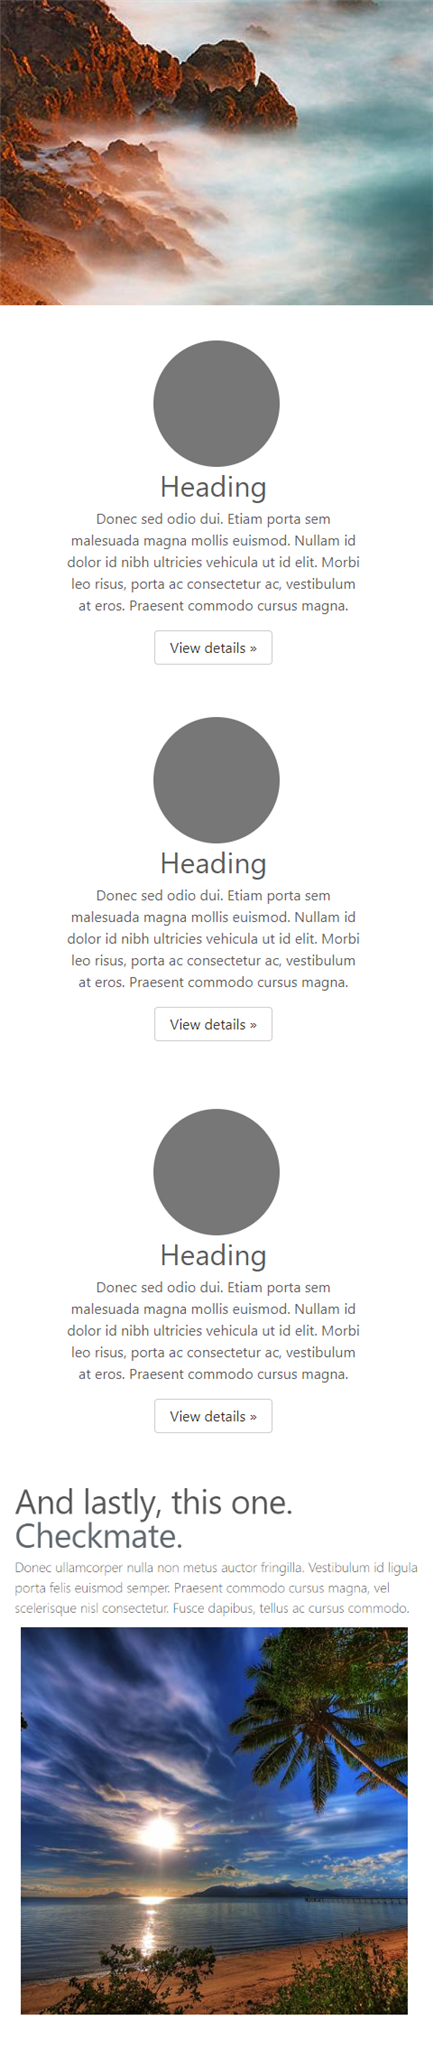 Heading
Donec sed odio dui. Etiam porta sem
malesuada magna mollis euismod. Nullam id
dolor id nibh ultricies vehicula ut id elit. Morbi
leo risus, porta ac consectetur ac, vestibulum
at eros. Praesent commodo cursus magna.
View details »
Heading
Donec sed odio dui. Etiam porta sem
malesuada magna mollis euismod. Nullam id
dolor id nibh ultricies vehicula ut id elit. Morbi
leo risus, porta ac consectetur ac, vestibulum
at eros. Praesent commodo cursus magna.
View details »
Heading
Donec sed odio dui. Etiam porta sem
malesuada magna mollis euismod. Nullam id
dolor id nibh ultricies vehicula ut id elit. Morbi
leo risus, porta ac consectetur ac, vestibulum
at eros. Praesent commodo cursus magna.
View details »
And lastly, this one.
Checkmate.
Donec ullamcorper nulla non metus auctor fringilla. Vestibulum id ligula
porta felis euismod semper. Praesent commodo cursus magna, vel
scelerisque nisl consectetur. Fusce dapibus, tellus ac cursus commodo.